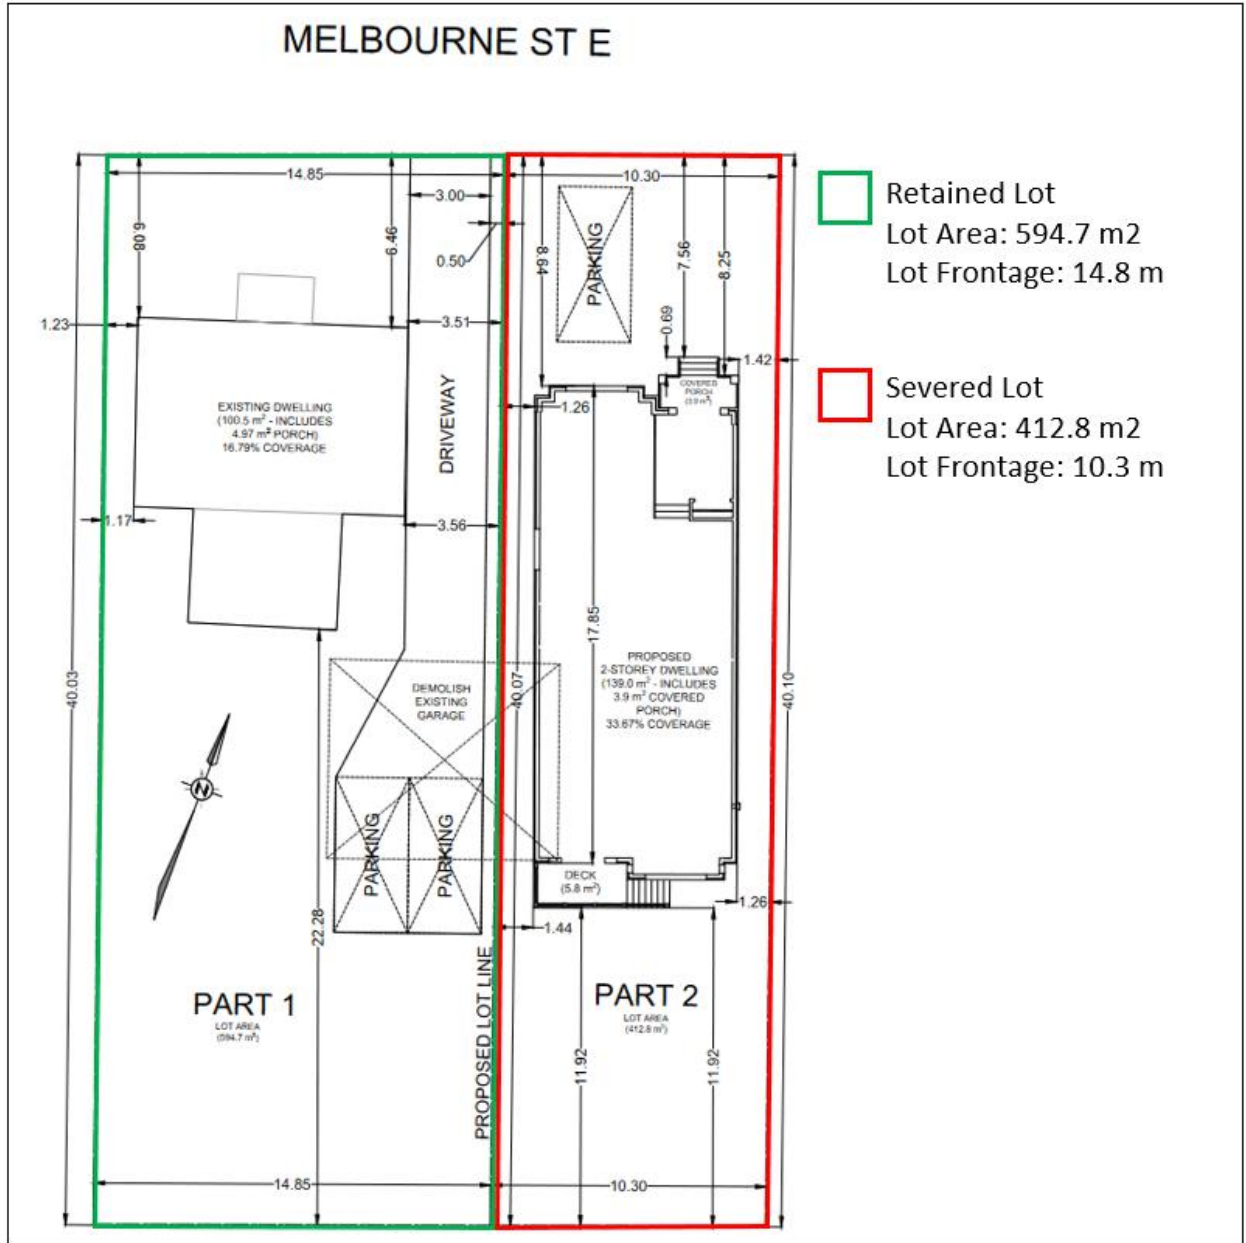 MELBOURNE ST E
14.85
10.30
3.00
0.50
6.08
6.46
8.64
7.56
8.25
PARKING
0.69
1.23
3.51
1.42
1.26
COVERED
PORCH
(3.9 m²)
EXISTING DWELLING
(100.5 m² - INCLUDES
4.97 m² PORCH)
16.79% COVERAGE
DRIVEWAY
1.17
3.56
17.85
40.03
40.07
40.10
DEMOLISH
EXISTING
GARAGE
PROPOSED
2-STOREY DWELLING
(139.0 m² - INCLUDES
3.9 m² COVERED
PORCH)
33.67% COVERAGE
N
PARKING
PARKING
DECK
(5.8 m²)
22.28
1.44
1.26
PROPOSED LOT LINE
PART 1
LOT AREA
(594.7 m²)
PART 2
LOT AREA
(412.8 m²)
11.92
11.92
14.85
10.30
Retained Lot
Lot Area: 594.7 m2
Lot Frontage: 14.8 m
Severed Lot
Lot Area: 412.8 m2
Lot Frontage: 10.3 m